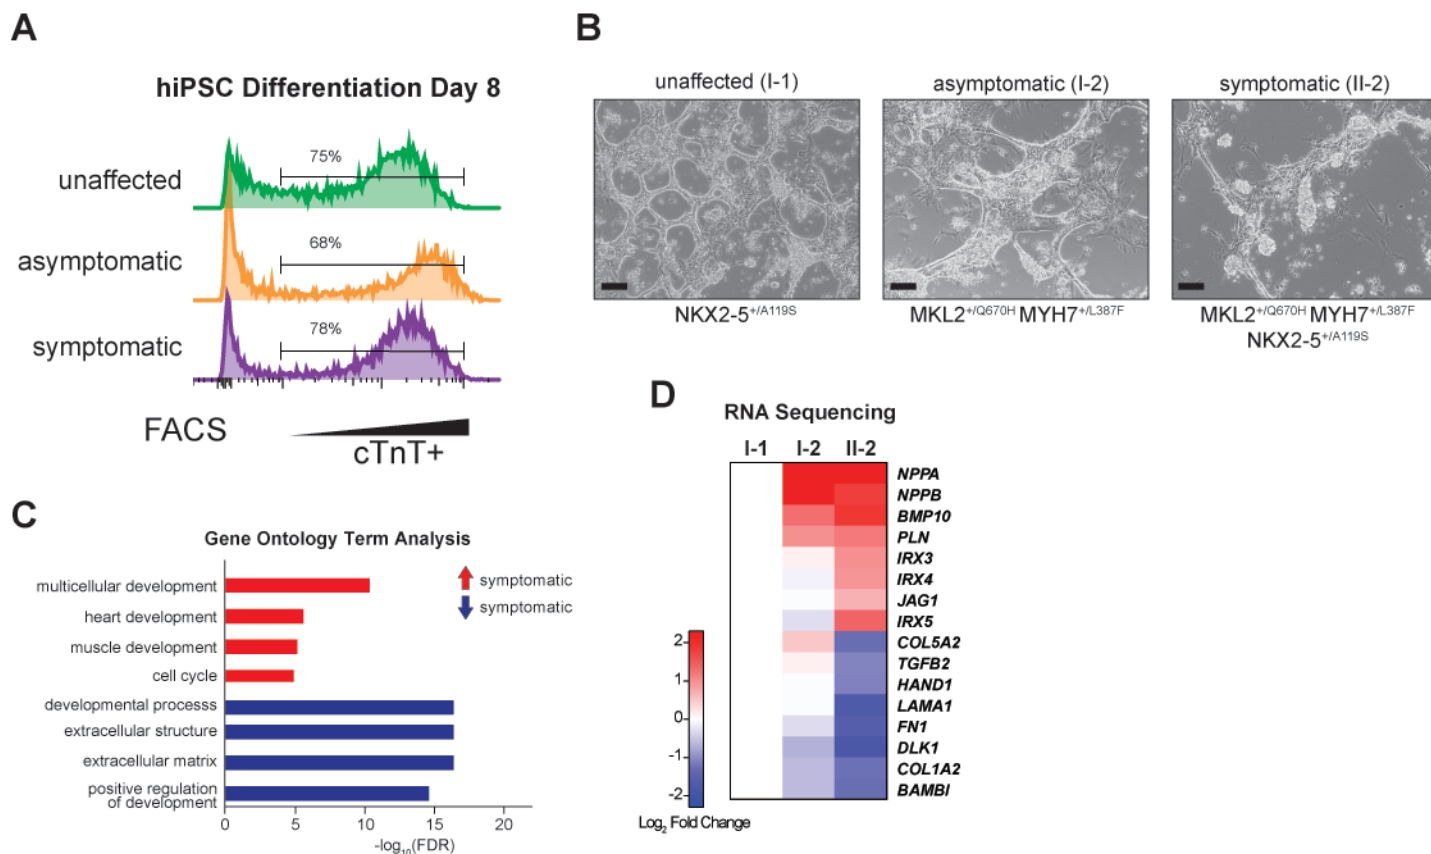 A
hiPSC Differentiation Day 8
unaffected
75%
asymptomatic
68%
symptomatic
78%
FACS
cTnT+
B
unaffected (I-1)
asymptomatic (I-2)
symptomatic (II-2)
NKX2-5+/A119S
MKL2+/Q670H MYH7+/L387F
MKL2+/Q670H MYH7+/L387F
NKX2-5+/A119S
C
Gene Ontology Term Analysis
symptomatic
symptomatic
multicellular development
heart development
muscle development
cell cycle
developmental processs
extracellular structure
extracellular matrix
positive regulation
of development
0 5 10 15 20
-log10(FDR)
D
RNA Sequencing
I-1 I-2 II-2
NPPA
NPPB
BMP10
PLN
IRX3
IRX4
JAG1
IRX5
COL5A2
TGFB2
HAND1
LAMA1
FN1
DLK1
COL1A2
BAMBI
2
1
0
-1
-2
Log2 Fold Change